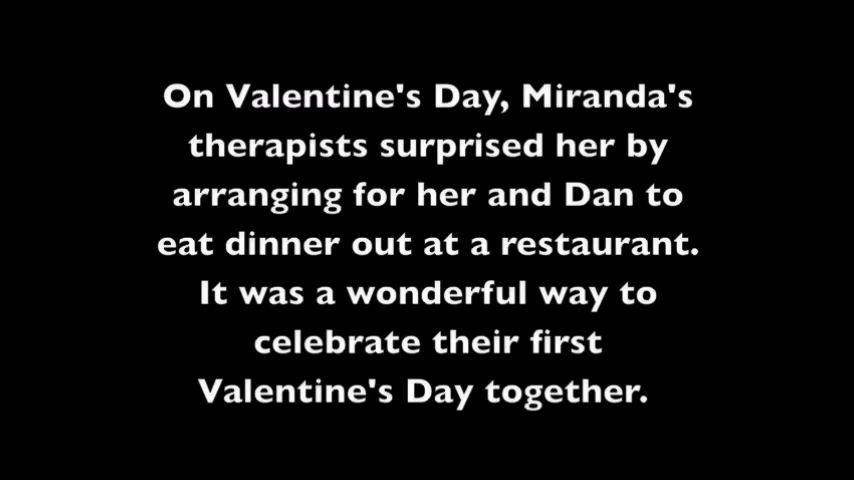 On Valentine's Day, Miranda's
therapists surprised her by
arranging for her and Dan to
eat dinner out at a restaurant.
It was a wonderful way to
celebrate their first
Valentine's Day together.